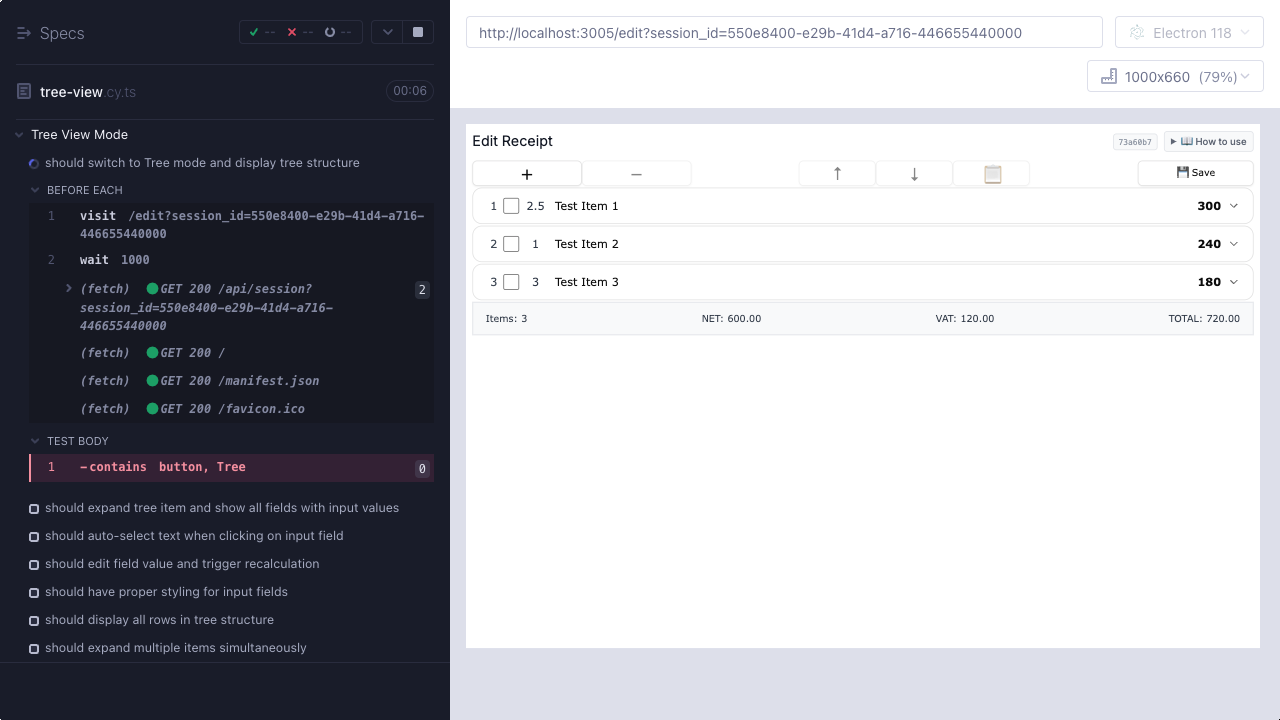 Specs
-- -- --
tree-view.cy.ts 00:06
Tree View Mode
should switch to Tree mode and display tree structure
BEFORE EACH
1 visit /edit?session_id=550e8400-e29b-41d4-a716-
446655440000
2 wait 1000
(fetch) GET 200 /api/session? 2
session_id=550e8400-e29b-41d4-a716-
446655440000
(fetch) GET 200 /
(fetch) GET 200 /manifest.json
(fetch) GET 200 /favicon.ico
TEST BODY
1 -contains button, Tree 0
should expand tree item and show all fields with input values
should auto-select text when clicking on input field
should edit field value and trigger recalculation
should have proper styling for input fields
should display all rows in tree structure
should expand multiple items simultaneously
http://localhost:3005/edit?session_id=550e8400-e29b-41d4-a716-446655440000
Electron 118
1000x660 (79%)
Edit Receipt 73a60b7 How to use
+ − ↑ ↓ Save
1 2.5 Test Item 1 300
2 1 Test Item 2 240
3 3 Test Item 3 180
Items: 3 NET: 600.00 VAT: 120.00 TOTAL: 720.00